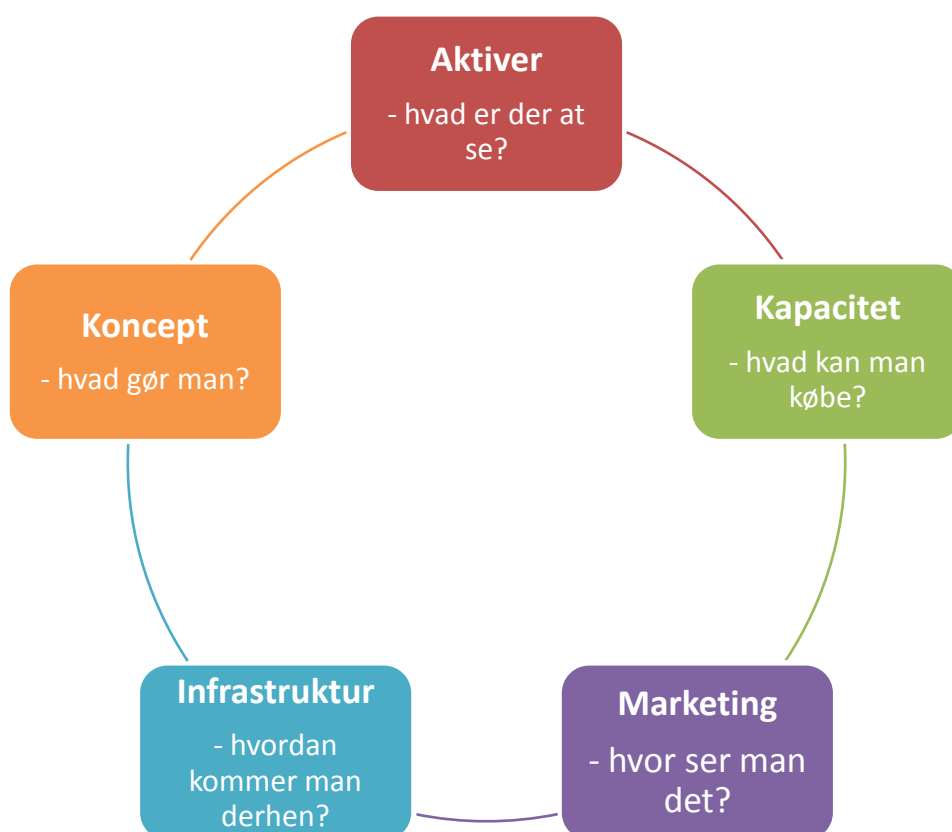 Aktiver
- hvad er der at
se?
Kapacitet
- hvad kan man
købe?
Marketing
- hvor ser man
det?
Infrastruktur
- hvordan
kommer man
derhen?
Koncept
- hvad gør man?